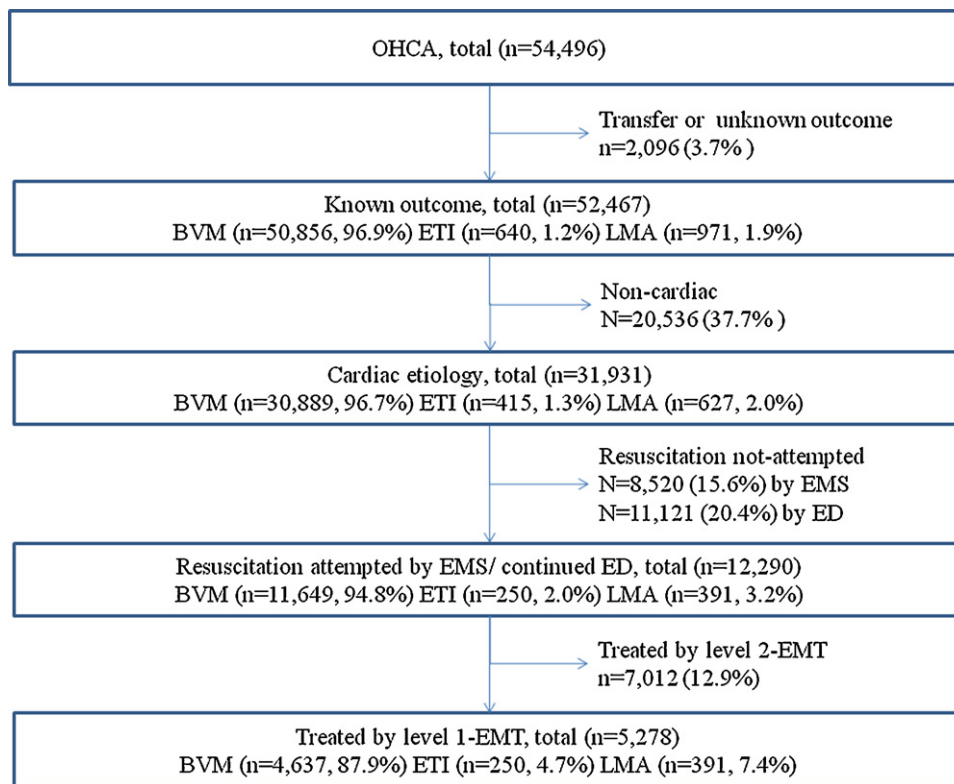 OHCA, total (n=54,496)
Transfer or unknown outcome
n=2,096 (3.7% )
Known outcome, total (n=52,467)
BVM (n=50,856, 96.9%) ETI (n=640, 1.2%) LMA (n=971, 1.9%)
Non-cardiac
N=20,536 (37.7% )
Cardiac etiology, total (n=31,931)
BVM (n=30,889, 96.7%) ETI (n=415, 1.3%) LMA (n=627, 2.0%)
Resuscitation not-attempted
N=8,520 (15.6%) by EMS
N=11,121 (20.4%) by ED
Resuscitation attempted by EMS/ continued ED, total (n=12,290)
BVM (n=11,649, 94.8%) ETI (n=250, 2.0%) LMA (n=391, 3.2%)
Treated by level 2-EMT
n=7,012 (12.9%)
Treated by level 1-EMT, total (n=5,278)
BVM (n=4,637, 87.9%) ETI (n=250, 4.7%) LMA (n=391, 7.4%)